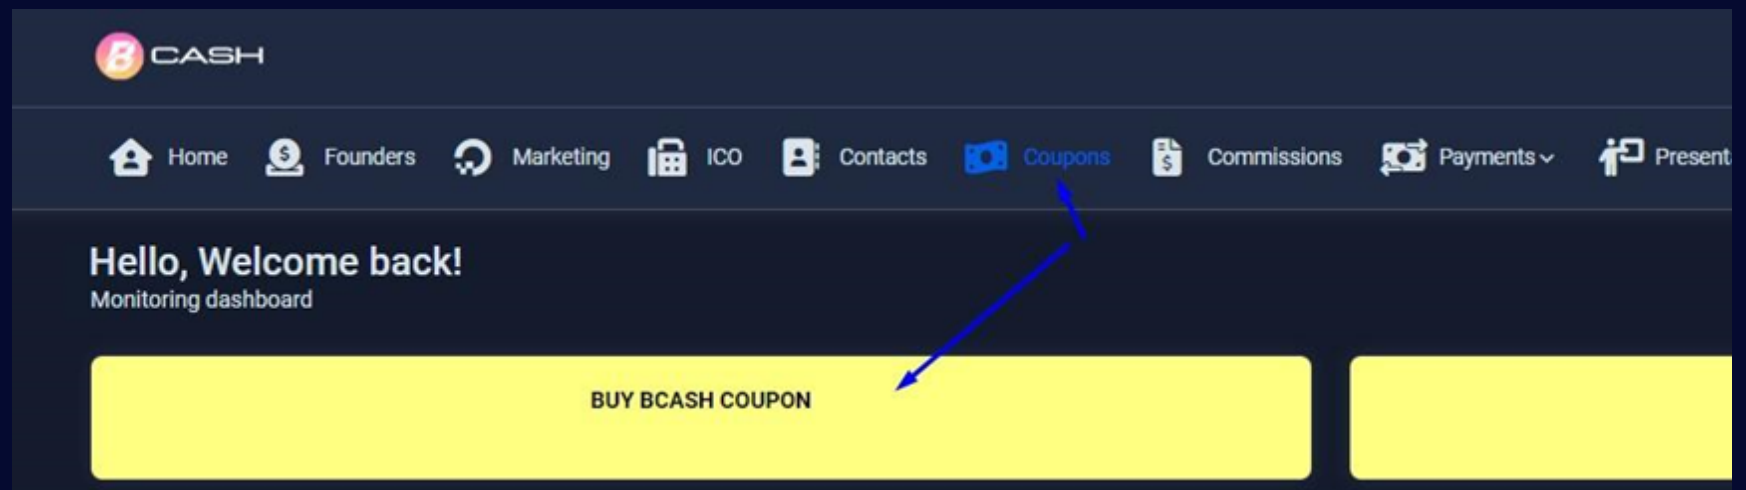 B CASH
Home Founders Marketing ICO Contacts Coupons Commissions Payments Present
Hello, Welcome back!
Monitoring dashboard
BUY BCASH COUPON